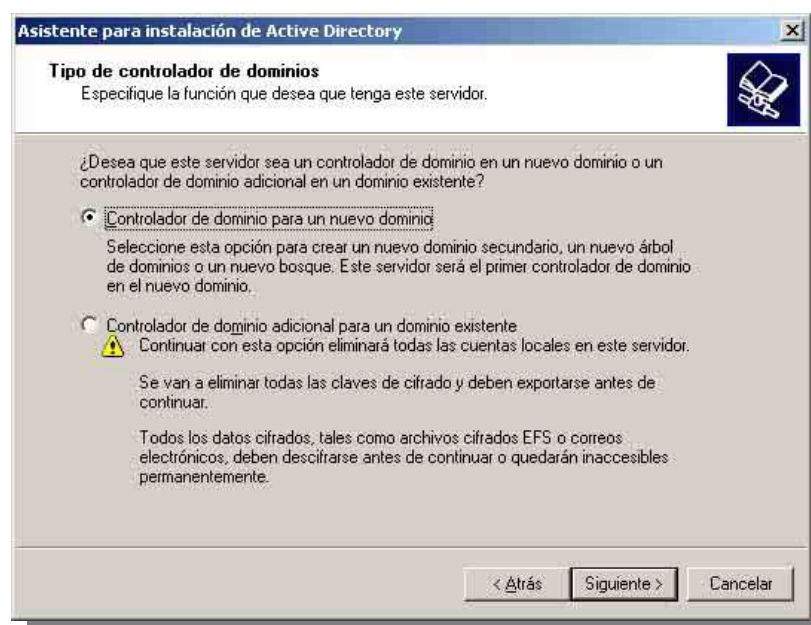 Asistente para instalación de Active Directory
Tipo de controlador de dominios
Especifique la función que desea que tenga este servidor.
¿Desea que este servidor sea un controlador de dominio en un nuevo dominio o un
controlador de dominio adicional en un dominio existente?
Controlador de dominio para un nuevo dominio
Seleccione esta opción para crear un nuevo dominio secundario, un nuevo árbol
de dominios o un nuevo bosque. Este servidor será el primer controlador de dominio
en el nuevo dominio.
Controlador de dominio adicional para un dominio existente
Continuar con esta opción eliminará todas las cuentas locales en este servidor.
Se van a eliminar todas las claves de cifrado y deben exportarse antes de
continuar.
Todos los datos cifrados, tales como archivos cifrados EFS o correos
electrónicos, deben descifrarse antes de continuar o quedarán inaccesibles
permanentemente.
< Atrás
Siguiente >
Cancelar